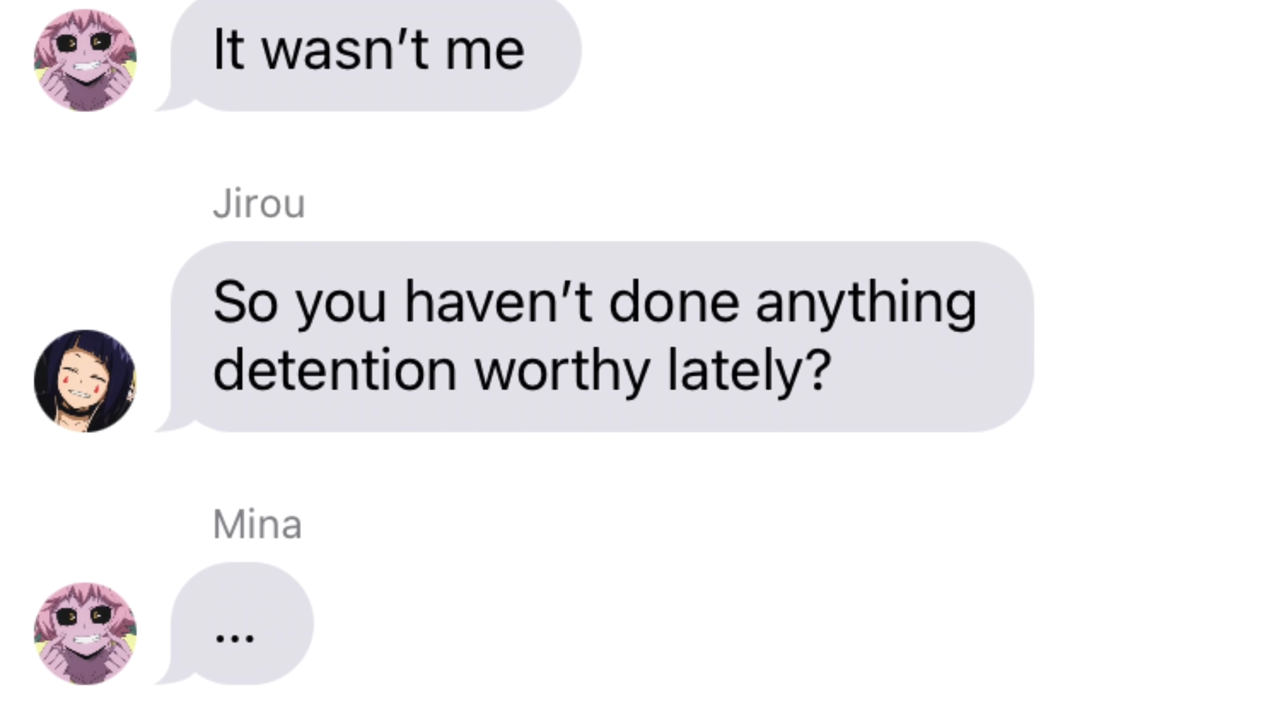 It wasn’t me
Jirou
So you haven’t done anything
detention worthy lately?
Mina
...